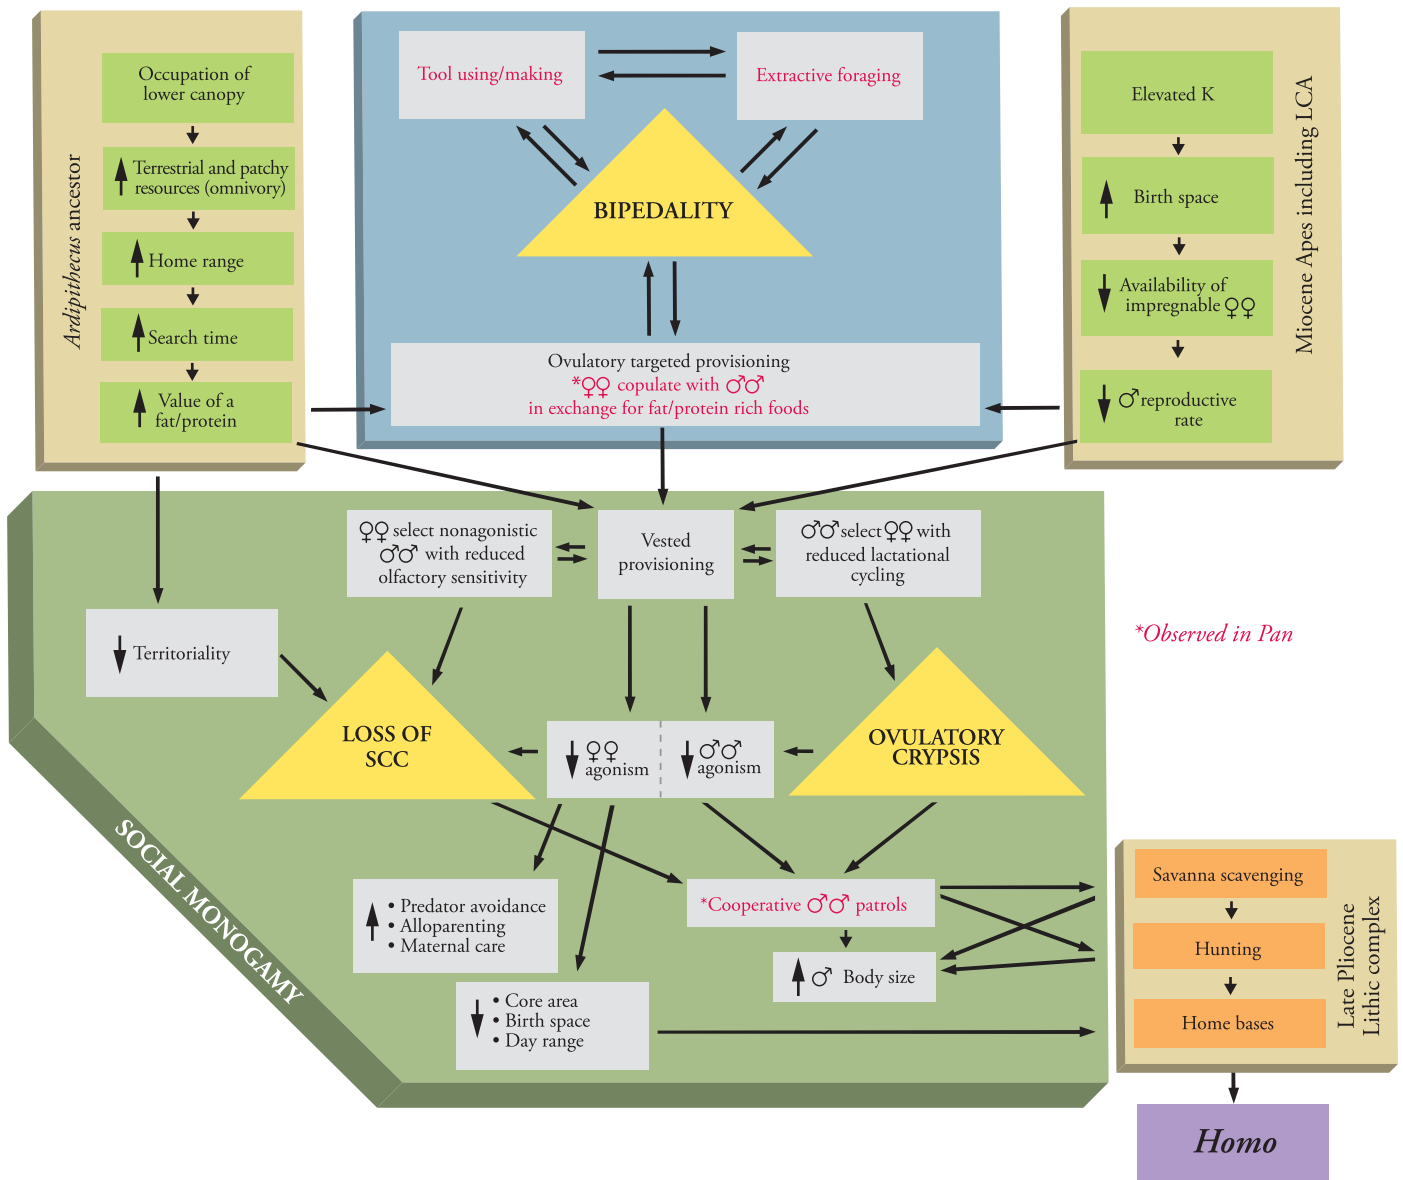 Ardipithecus ancestor
Occupation of
lower canopy
Terrestrial and patchy
resources (omnivory)
Home range
Search time
Value of a
fat/protein
Tool using/making
Extractive foraging
BIPEDALITY
Ovulatory targeted provisioning
*♀♀ copulate with ♂♂
in exchange for fat/protein rich foods
Elevated K
Birth space
Availability of
impregnable ♀♀
♂ reproductive
rate
Miocene Apes including LCA
♀♀ select nonagonistic
♂♂ with reduced
olfactory sensitivity
Vested
provisioning
♂♂ select ♀♀ with
reduced lactational
cycling
Territoriality
*Observed in Pan
LOSS OF
SCC
♀♀
agonism
♂♂
agonism
OVULATORY
CRYPSIS
SOCIAL MONOGAMY
• Predator avoidance
• Alloparenting
• Maternal care
*Cooperative ♂♂ patrols
♂ Body size
• Core area
• Birth space
• Day range
Savanna scavenging
Hunting
Home bases
Late Pliocene
Lithic complex
Homo